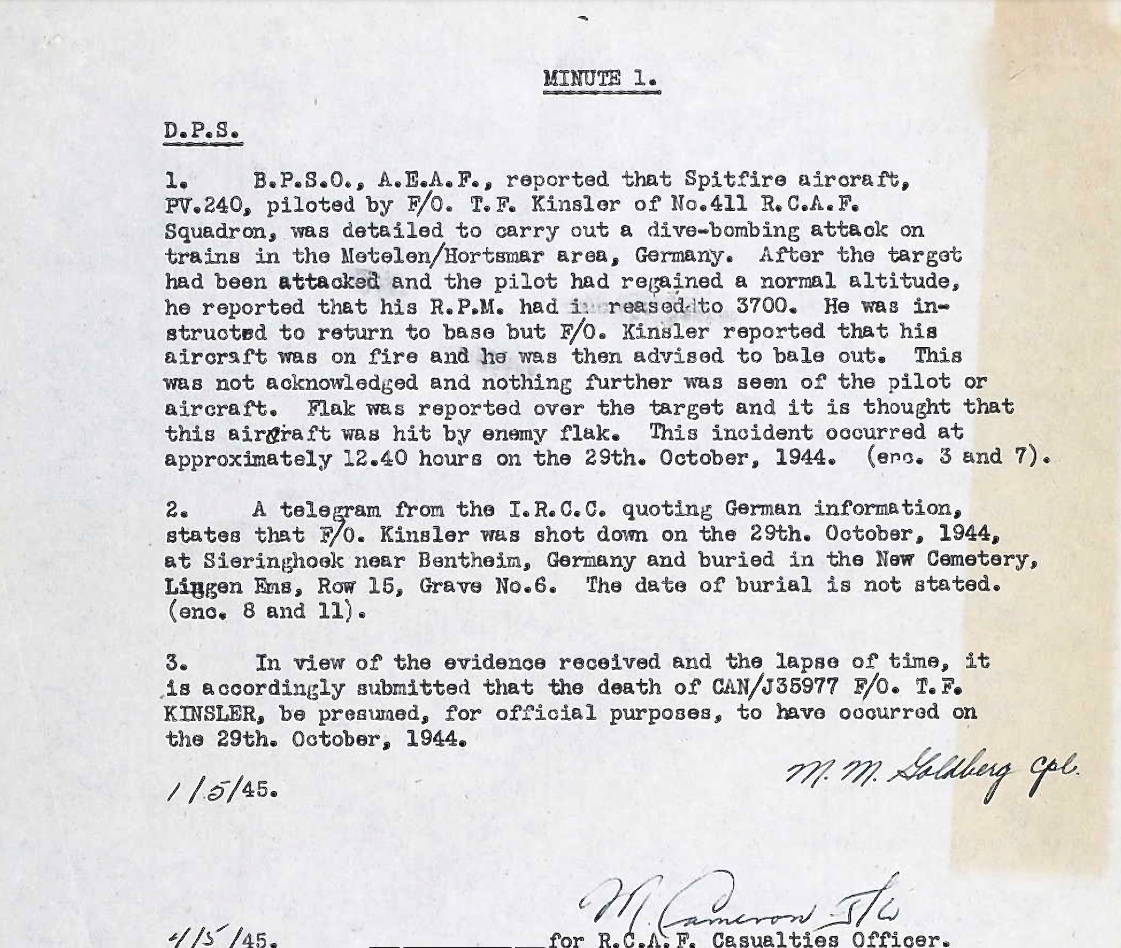 MINUTE 1.
D.P.S.
1. B.P.S.O., A.E.A.F., reported that Spitfire aircraft,
PV.240, piloted by F/O. T.F. Kinsler of No.411 R.C.A.F.
Squadron, was detailed to carry out a dive-bombing attack on
trains in the Metelen/Hortsmar area, Germany. After the target
had been attacked and the pilot had regained a normal altitude,
he reported that his R.P.M. had increased to 3700. He was in-
structed to return to base but F/O. Kinsler reported that his
aircraft was on fire and he was then advised to bale out. This
was not acknowledged and nothing further was seen of the pilot or
aircraft. Flak was reported over the target and it is thought that
this aircraft was hit by enemy flak. This incident occurred at
approximately 12.40 hours on the 29th. October, 1944. (enc. 3 and 7).
2. A telegram from the I.R.C.C. quoting German information,
states that F/O. Kinsler was shot down on the 29th. October, 1944,
at Sieringhoek near Bentheim, Germany and buried in the New Cemetery,
Lingen Ems, Row 15, Grave No.6. The date of burial is not stated.
(enc. 8 and 11).
3. In view of the evidence received and the lapse of time, it
is accordingly submitted that the death of CAN/J35977 F/O. T.F.
KINSLER, be presumed, for official purposes, to have occurred on
the 29th. October, 1944.
M. M. Goldberg Cpl.
1/5/45.
M. Cameron
4/5/45. for R.C.A.F. Casualties Officer.